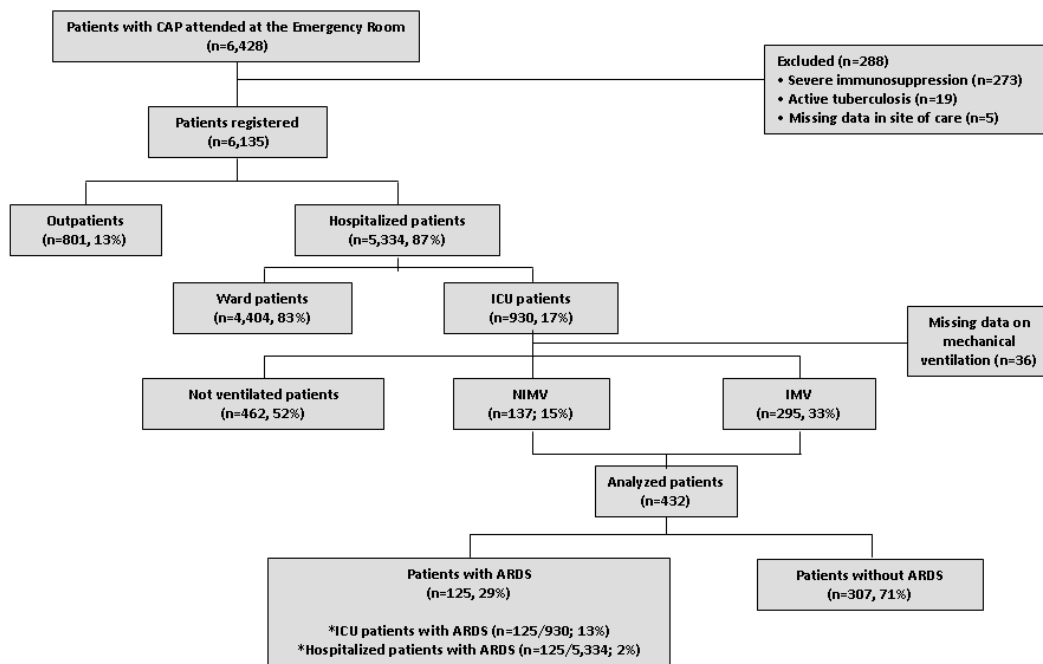 Patients with CAP attended at the Emergency Room
(n=6,428)
Excluded (n=288)
• Severe immunosuppression (n=273)
• Active tuberculosis (n=19)
• Missing data in site of care (n=5)
Patients registered
(n=6,135)
Outpatients
(n=801, 13%)
Hospitalized patients
(n=5,334, 87%)
Ward patients
(n=4,404, 83%)
ICU patients
(n=930, 17%)
Missing data on
mechanical
ventilation (n=36)
Not ventilated patients
(n=462, 52%)
NIMV
(n=137; 15%)
IMV
(n=295, 33%)
Analyzed patients
(n=432)
Patients with ARDS
(n=125, 29%)
*ICU patients with ARDS (n=125/930; 13%)
*Hospitalized patients with ARDS (n=125/5,334; 2%)
Patients without ARDS
(n=307, 71%)